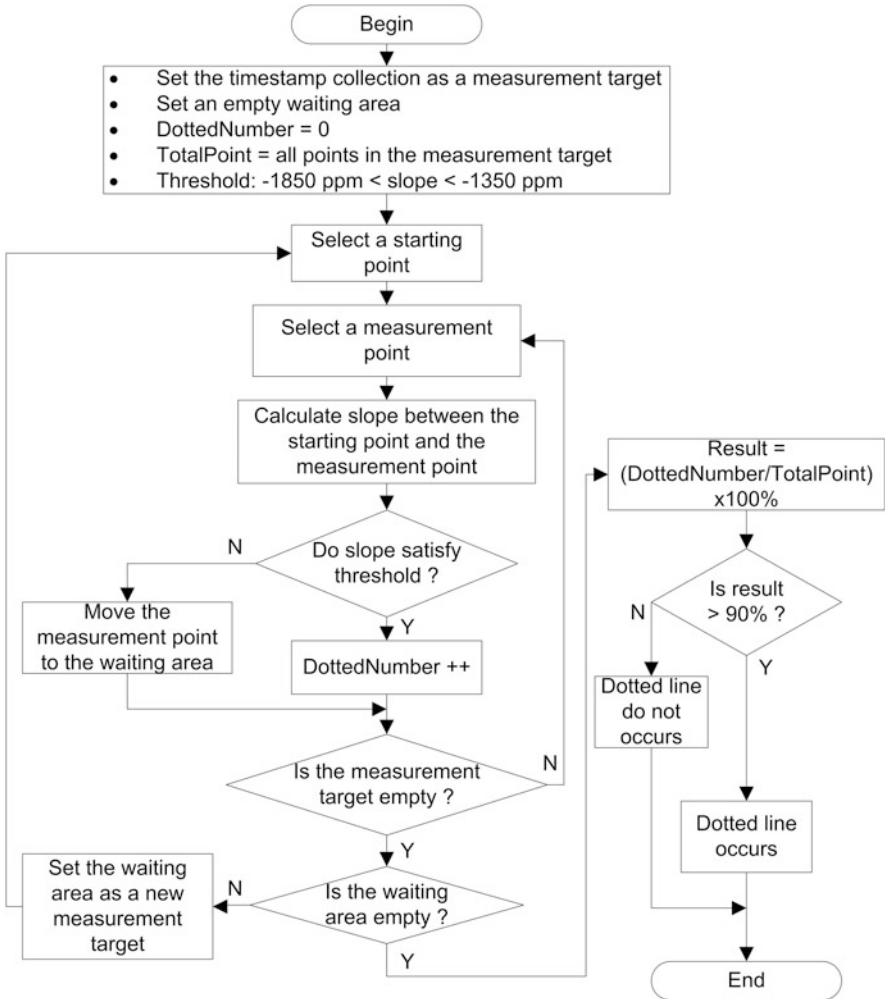 Begin
• Set the timestamp collection as a measurement target
• Set an empty waiting area
• DottedNumber = 0
• TotalPoint = all points in the measurement target
• Threshold: -1850 ppm < slope < -1350 ppm
Select a starting
point
Select a measurement
point
Calculate slope between the
starting point and the
measurement point
Do slope satisfy
threshold ?
N
Y
Move the
measurement point
to the waiting area
DottedNumber ++
Is the measurement
target empty ?
N
Y
Is the waiting
area empty ?
N
Y
Set the waiting
area as a new
measurement
target
Result =
(DottedNumber/TotalPoint)
x100%
Is result
> 90% ?
N
Y
Dotted line
do not
occurs
Dotted line
occurs
End